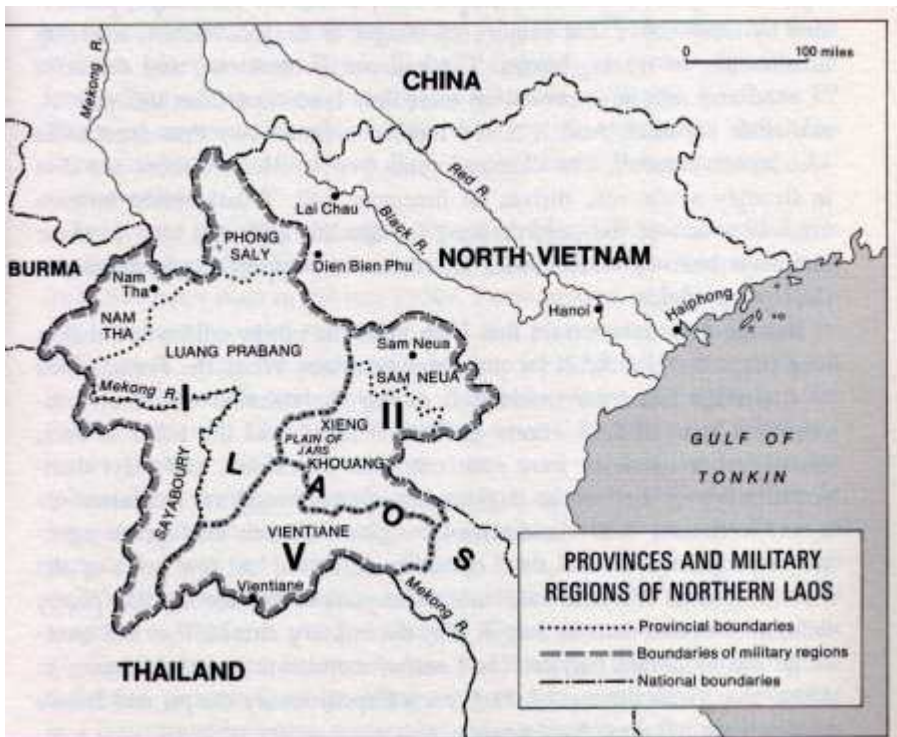 Mekong R.
CHINA
0 100 miles
Red R.
Lai Chau
Black R.
PHONG
SALY
Dien Bien Phu
NORTH VIETNAM
BURMA
Nam
Tha
NAM
THA
Hanoi
Haiphong
LUANG PRABANG
Sam Neua
SAM NEUA
Mekong R.
I
II
XIENG
PLAIN OF
JARS
KHOUANG
GULF OF
TONKIN
SAYABOURY
L
A
O
S
VIENTIANE
V
Vientiane
Mekong R.
THAILAND
PROVINCES AND MILITARY
REGIONS OF NORTHERN LAOS
Provincial boundaries
Boundaries of military regions
National boundaries